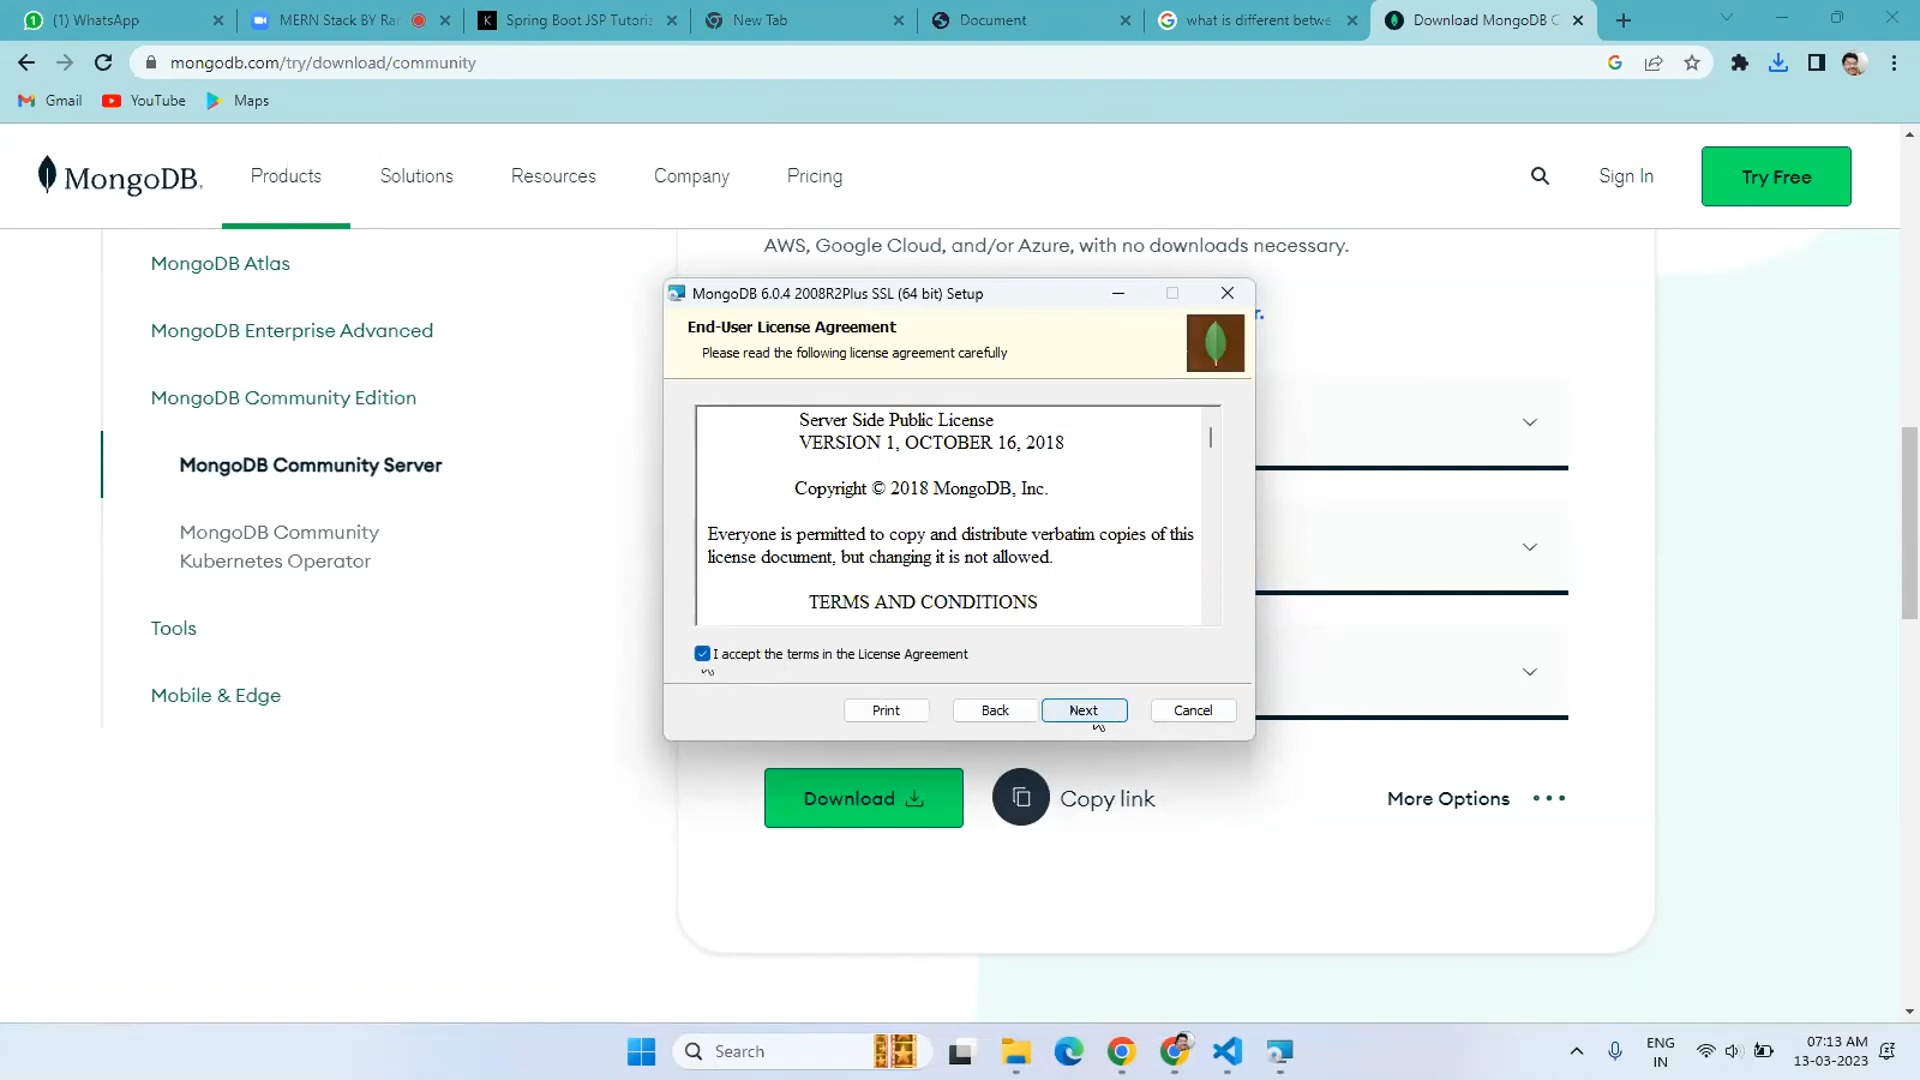 (1) WhatsApp
MERN Stack BY Rar
Spring Boot JSP Tutoria
New Tab
Document
what is different betwe
Download MongoDB C
mongodb.com/try/download/community
Gmail
YouTube
Maps
MongoDB.
Products
Solutions
Resources
Company
Pricing
Sign In
Try Free
AWS, Google Cloud, and/or Azure, with no downloads necessary.
MongoDB Atlas
MongoDB Enterprise Advanced
MongoDB Community Edition
MongoDB Community Server
MongoDB Community
Kubernetes Operator
Tools
Mobile & Edge
MongoDB 6.0.4 2008R2Plus SSL (64 bit) Setup
End-User License Agreement
Please read the following license agreement carefully
Server Side Public License
VERSION 1, OCTOBER 16, 2018
Copyright © 2018 MongoDB, Inc.
Everyone is permitted to copy and distribute verbatim copies of this
license document, but changing it is not allowed.
TERMS AND CONDITIONS
I accept the terms in the License Agreement
Print
Back
Next
Cancel
Download
Copy link
More Options
Search
ENG
IN
07:13 AM
13-03-2023